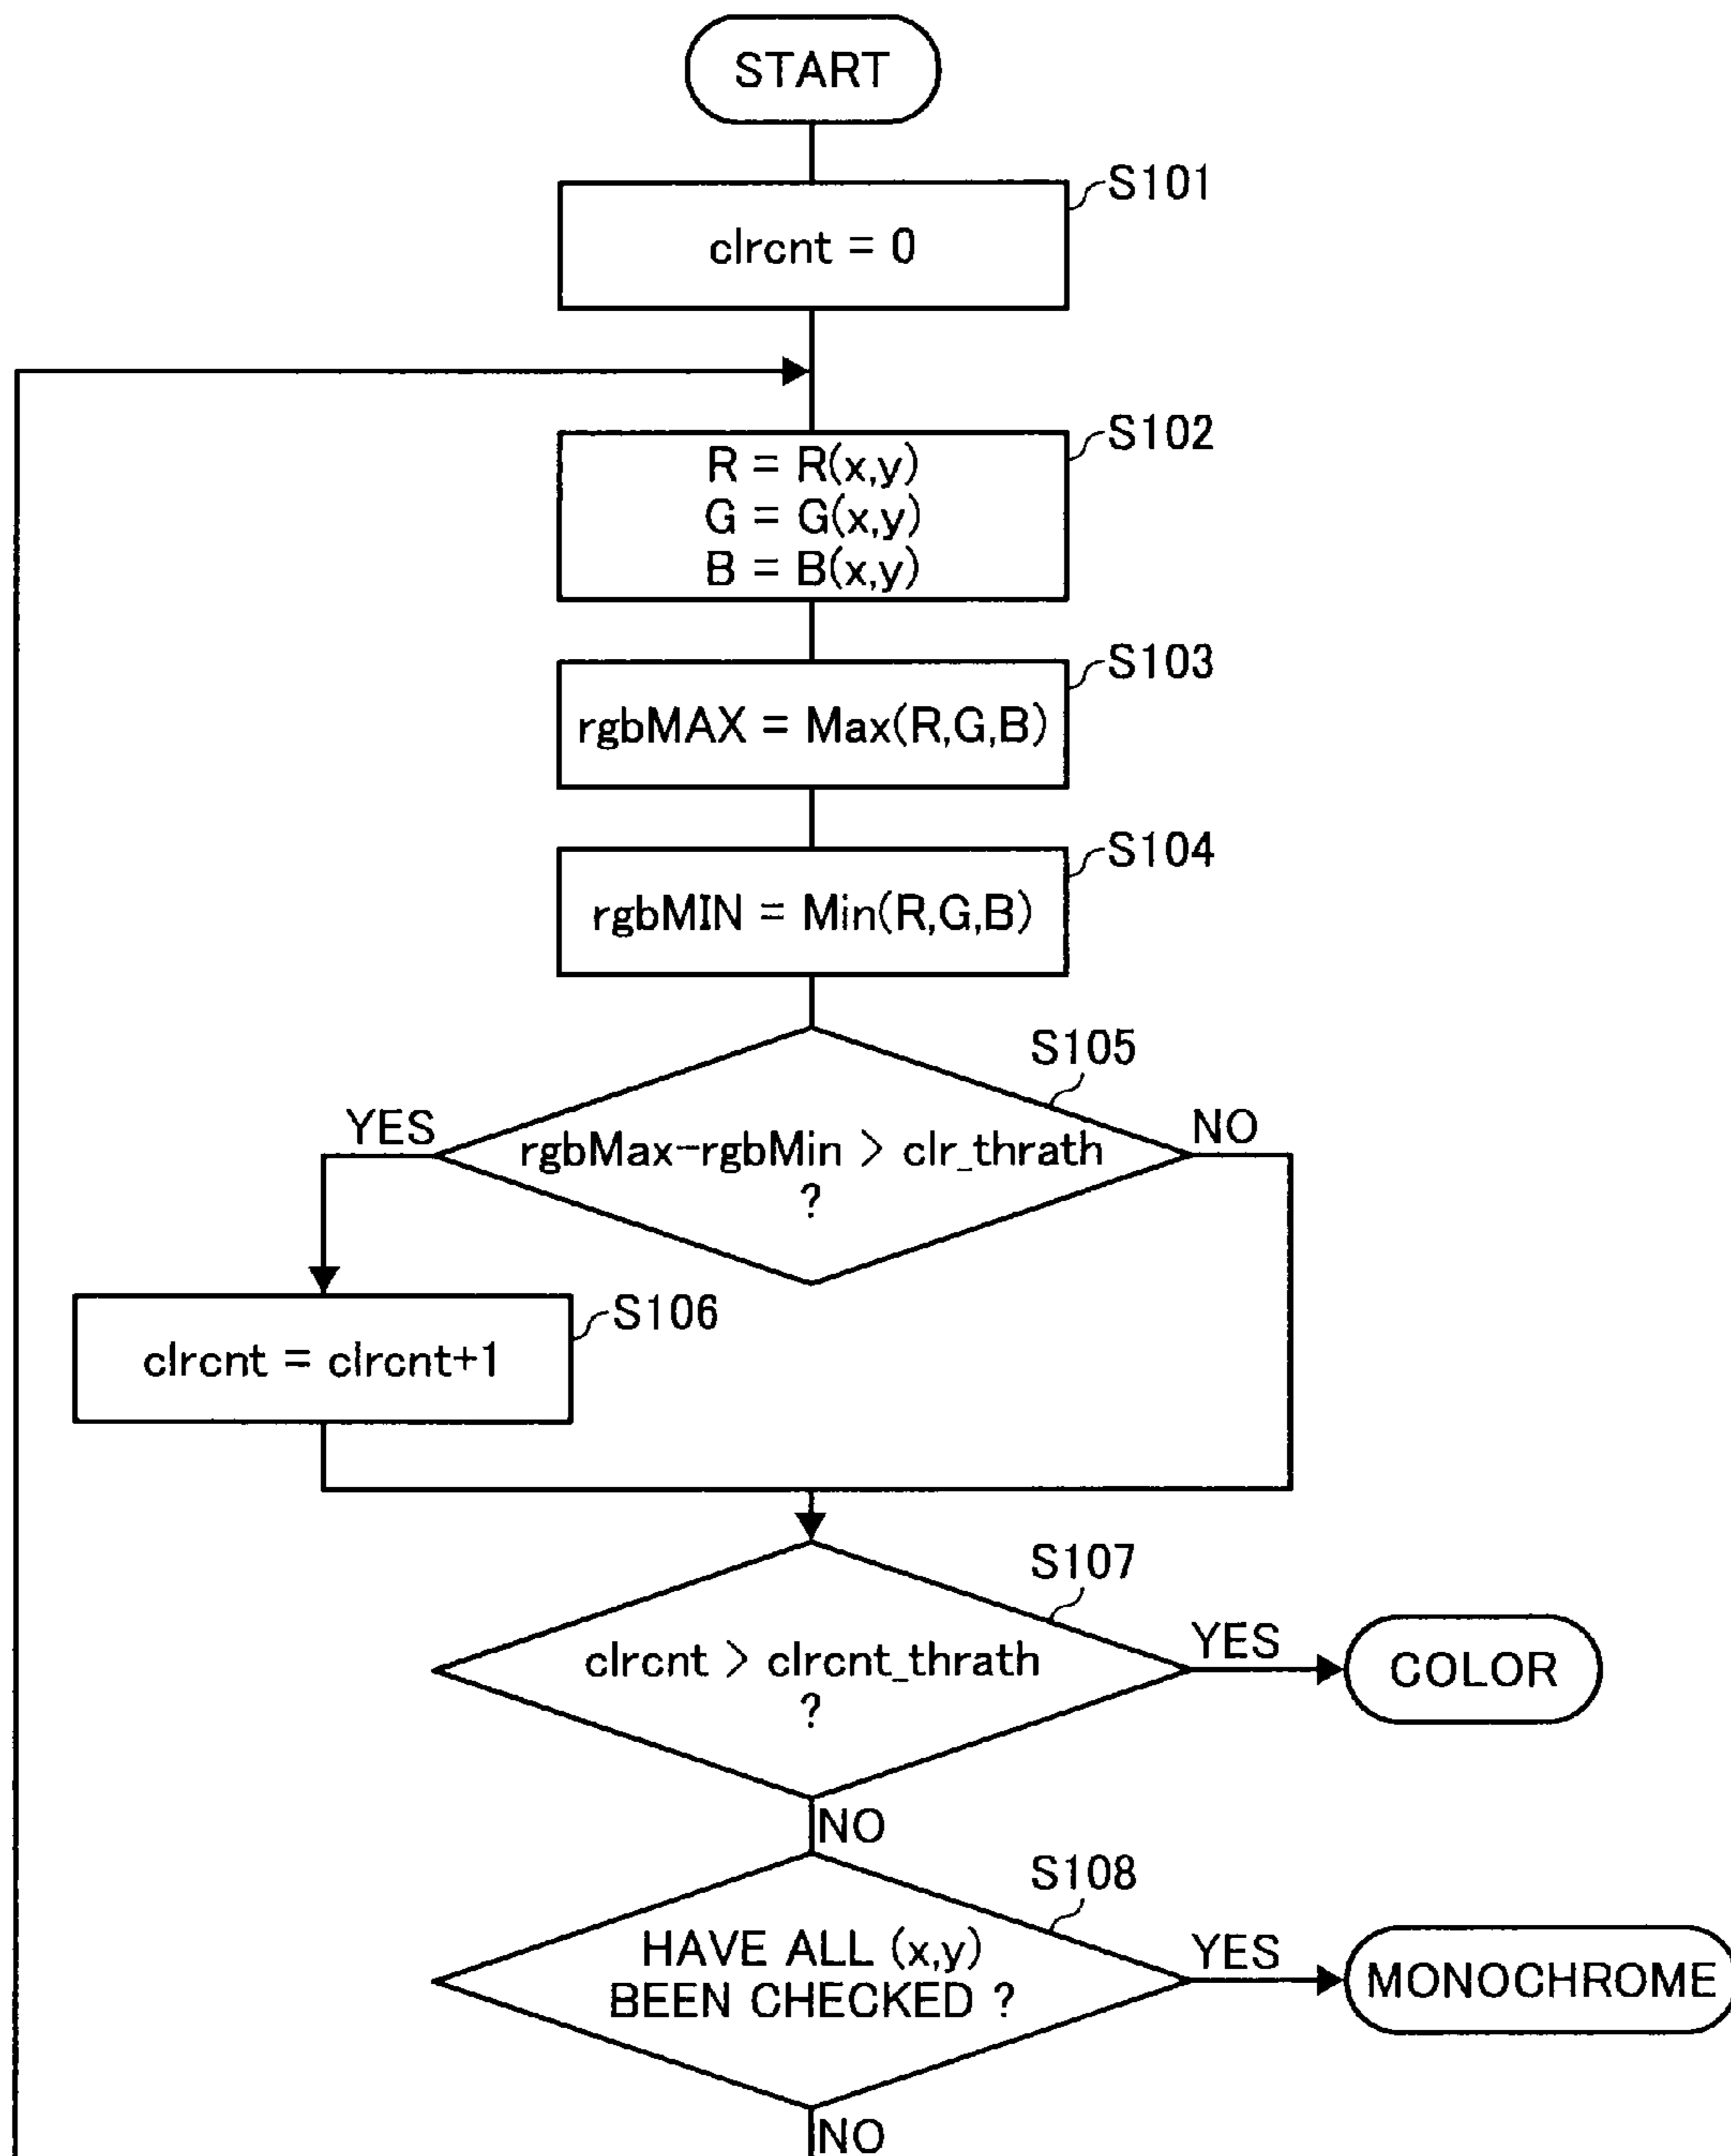 START
S101
clrcnt = 0
S102
R = R(x,y)
G = G(x,y)
B = B(x,y)
S103
rgbMAX = Max(R,G,B)
S104
rgbMIN = Min(R,G,B)
S105
YES
NO
rgbMax-rgbMin > clr_thrath
?
S106
clrcnt = clrcnt+1
S107
clrcnt > clrcnt_thrath
?
YES
COLOR
NO
S108
HAVE ALL (x,y)
BEEN CHECKED ?
YES
MONOCHROME
NO